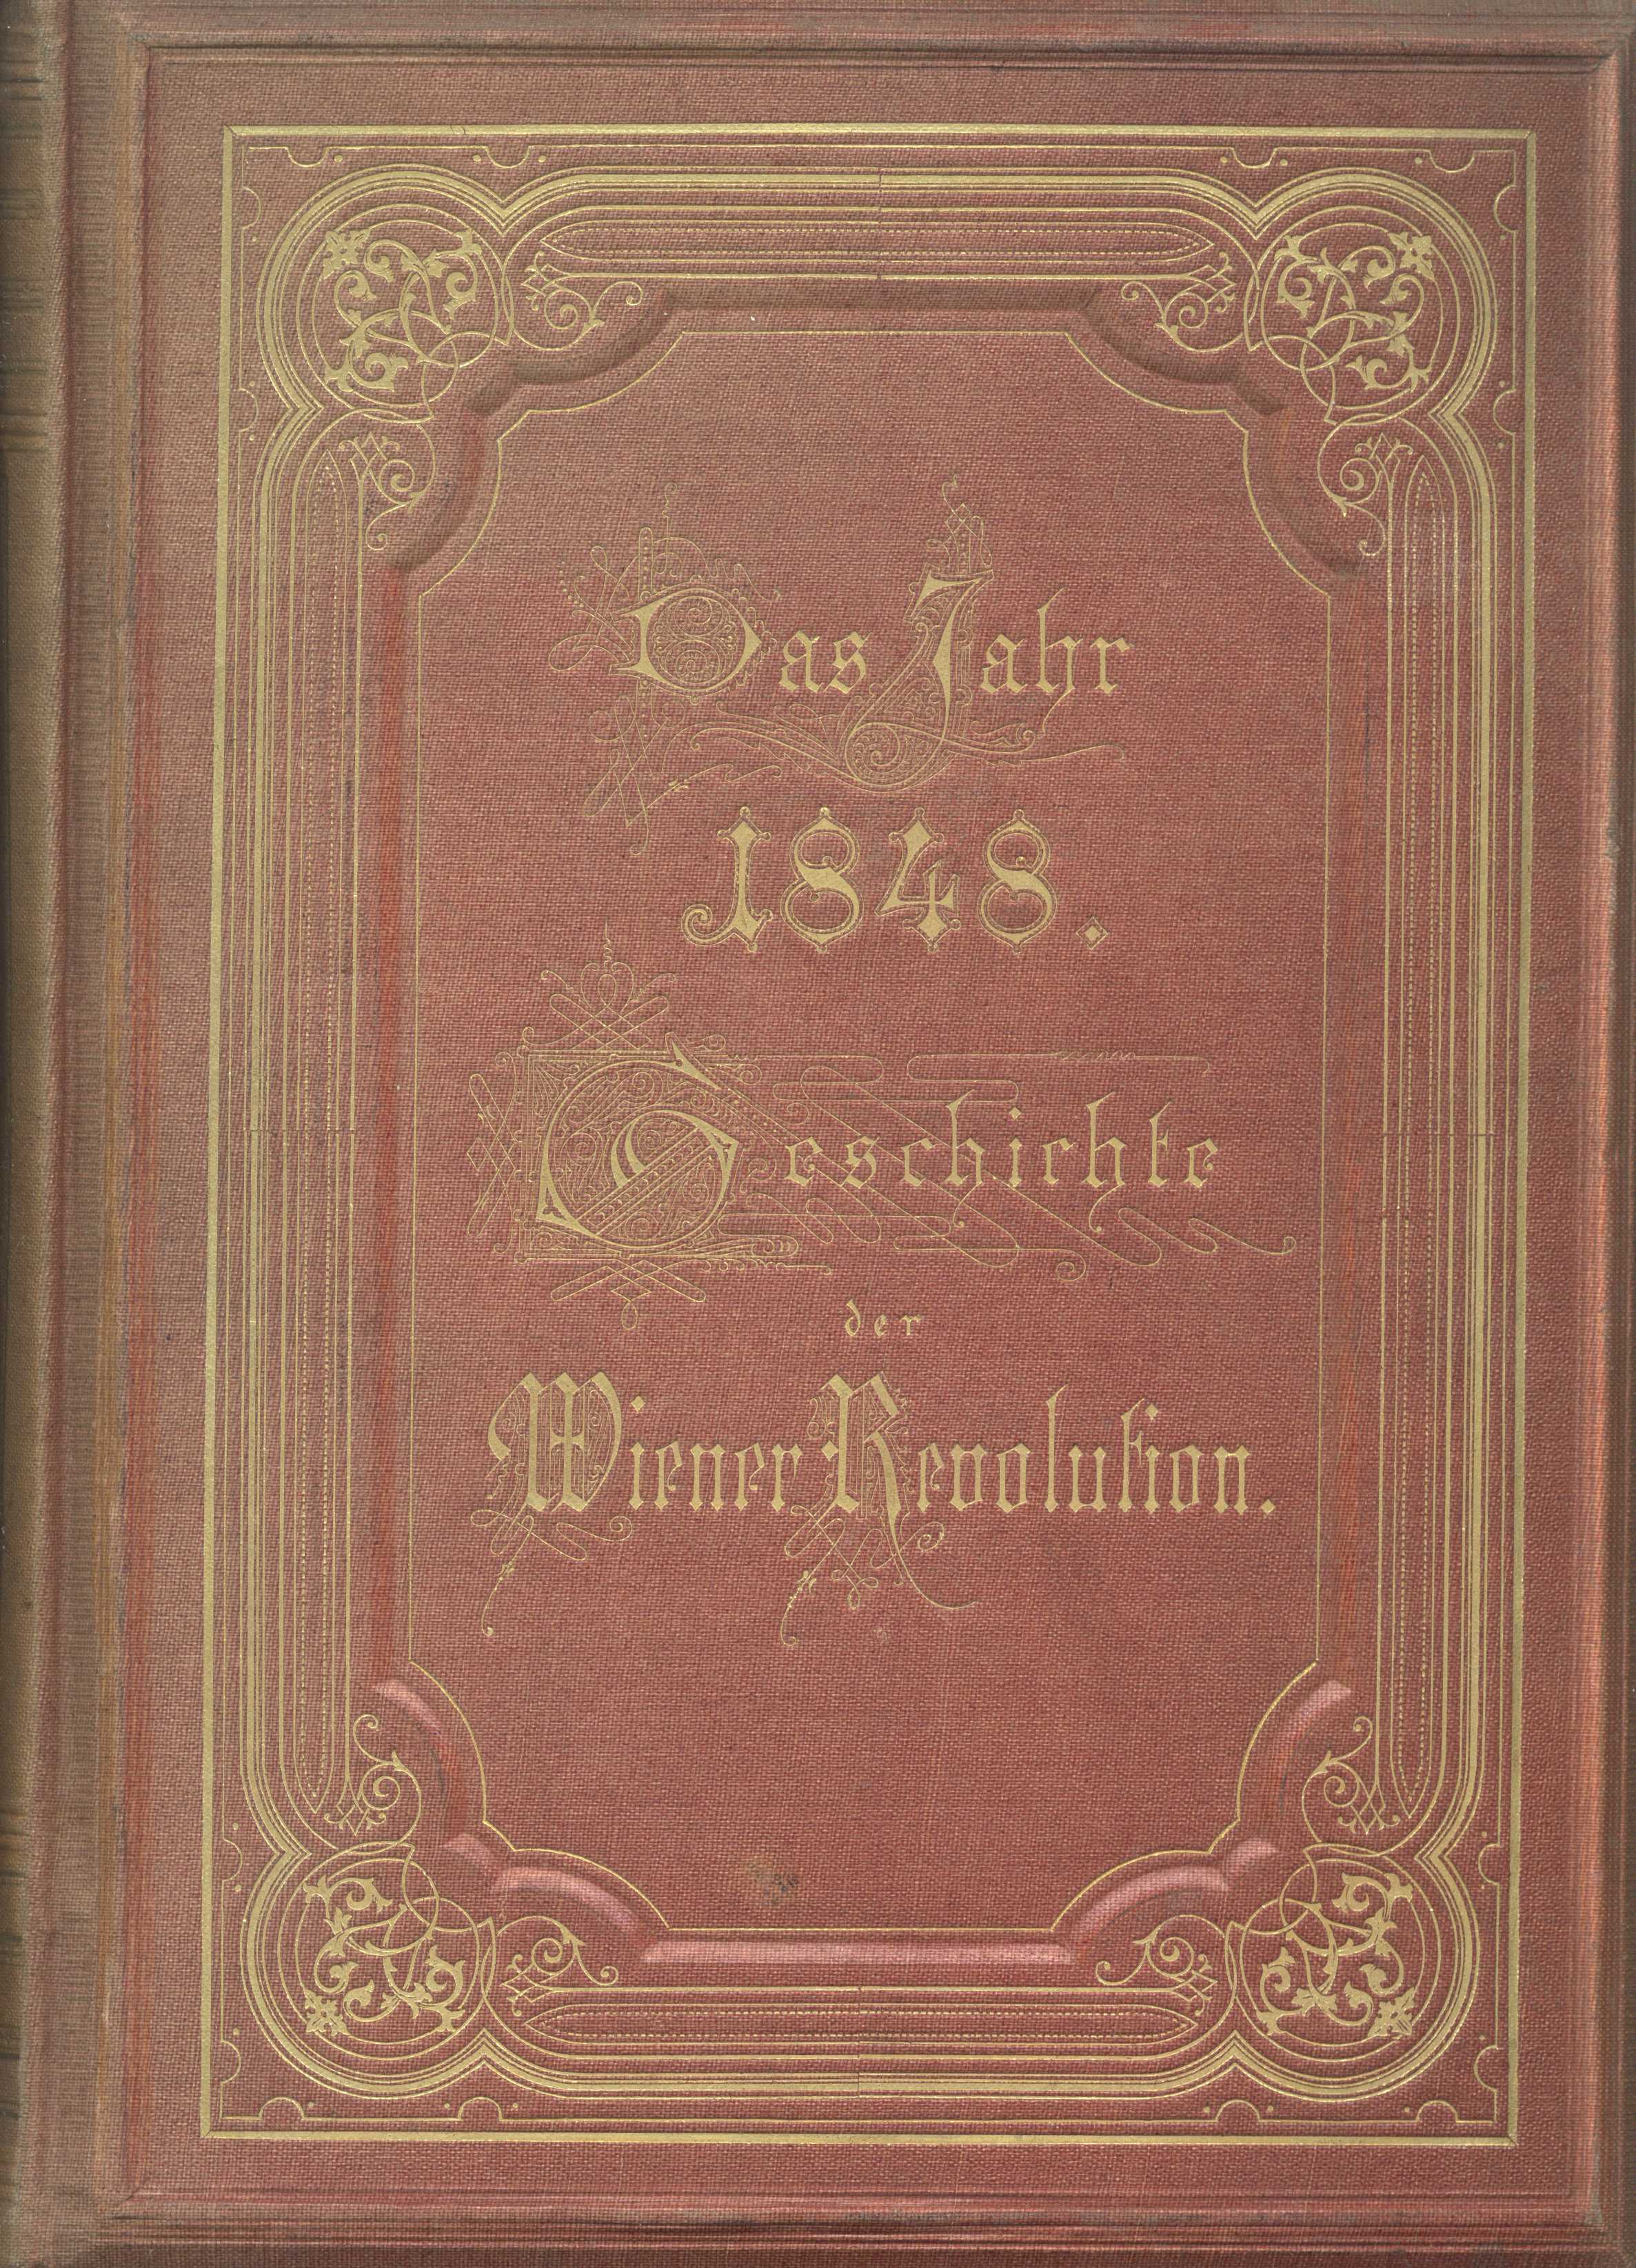 Das Jahr
1848.
Geschichte
der
Wiener Revolution.